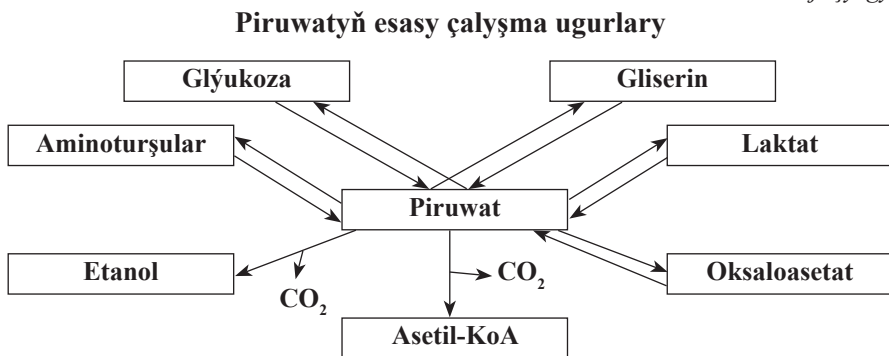 Piruwatyň esasy çalyşma ugurlary
Glýukoza
Gliserin
Aminoturşular
Laktat
Piruwat
Etanol
CO₂
CO₂
Oksaloasetat
Asetil-KoA